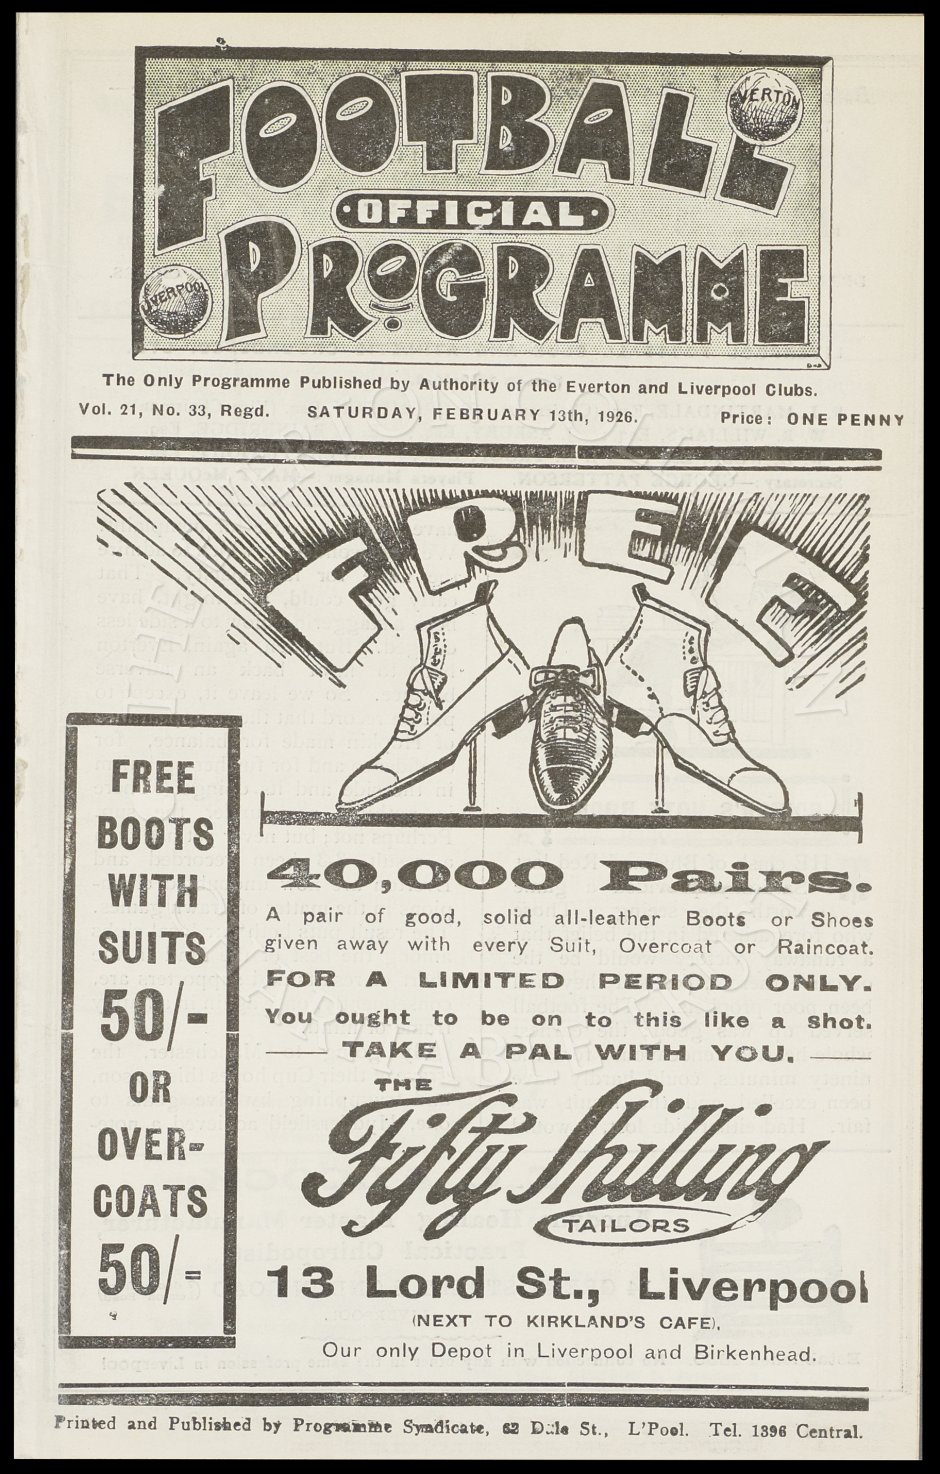 FOOTBALL
EVERTON
OFFICIAL
PROGRAMME
LIVERPOOL
The Only Programme Published by Authority of the Everton and Liverpool Clubs.
Vol. 21, No. 33, Regd. SATURDAY, FEBRUARY 13th, 1926. Price: ONE PENNY
FREE
FREE
BOOTS
WITH
SUITS
50/-
OR
OVER-
COATS
50/=
40,000 Pairs.
A pair of good, solid all-leather Boots or Shoes
given away with every Suit, Overcoat or Raincoat.
FOR A LIMITED PERIOD ONLY.
You ought to be on to this like a shot.
TAKE A PAL WITH YOU.
THE
Fifty Shilling
TAILORS
13 Lord St., Liverpool
(NEXT TO KIRKLAND'S CAFE).
Our only Depot in Liverpool and Birkenhead.
Printed and Published by Programme Syndicate, 62 Dale St., L'Pool. Tel. 1396 Central.
THE EVERTON COLLECTION
CHARITABLE TRUST